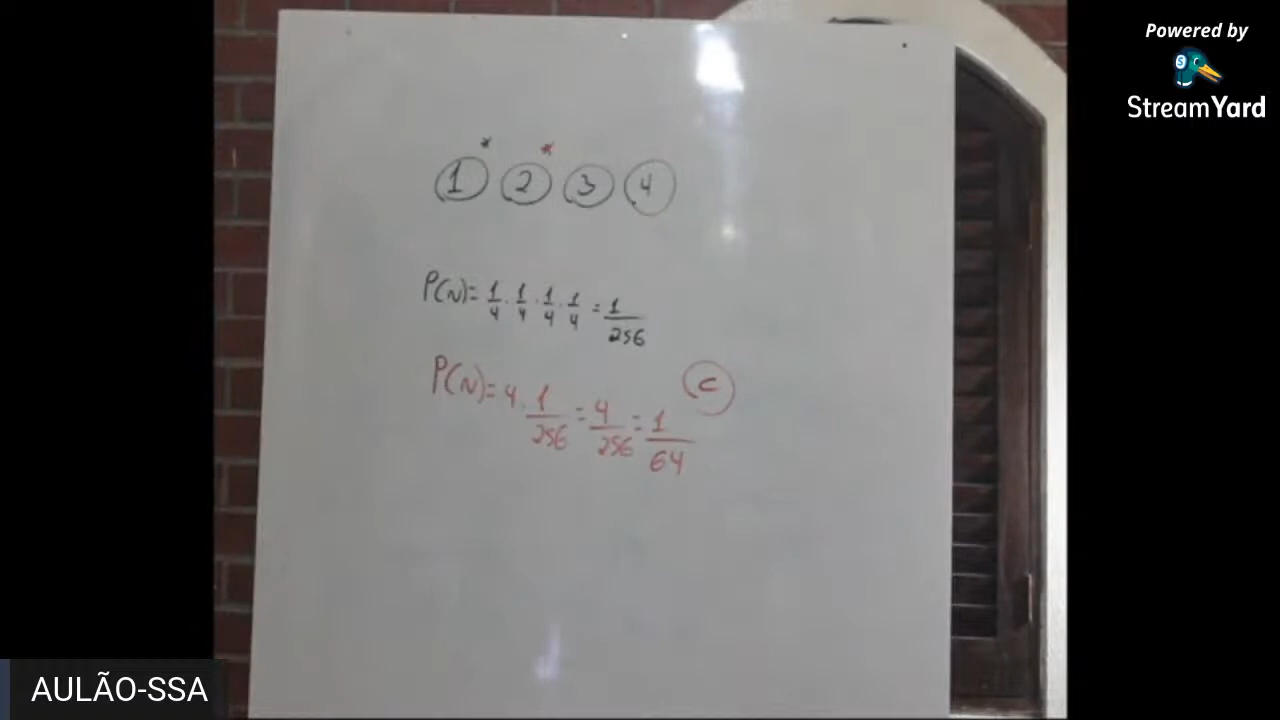 Powered by
StreamYard
1 2 3 4
P(N)= 1/4 . 1/4 . 1/4 . 1/4 = 1/256
P(N)= 4 . 1/256 = 4/256 = 1/64 C
AULÃO-SSA